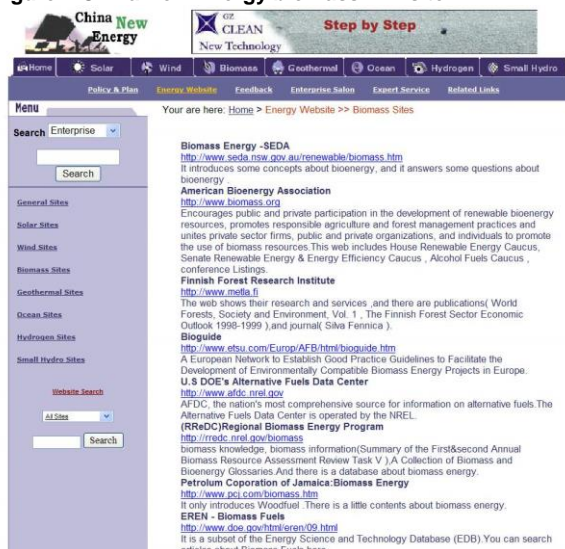 China New
Energy
GZ
CLEAN
New Technology
Step by Step
Home
Solar
Wind
Biomass
Geothermal
Ocean
Hydrogen
Small Hydro
Policy & Plan
Energy Website
Feedback
Enterprise Salon
Expert Service
Related Links
Menu
Search Enterprise
Search
General Sites
Solar Sites
Wind Sites
Biomass Sites
Geothermal Sites
Ocean Sites
Hydrogen Sites
Small Hydro Sites
Website Search
All Sites
Search
Your are here: Home > Energy Website >> Biomass Sites
Biomass Energy -SEDA
http://www.seda.nsw.gov.au/renewable/biomass.htm
It introduces some concepts about bioenergy, and it answers some questions about
bioenergy .
American Bioenergy Association
http://www.biomass.org
Encourages public and private participation in the development of renewable bioenergy
resources, promotes responsible agriculture and forest management practices and
unites private sector firms, public and private organizations, and individuals to promote
the use of biomass resources.This web includes House Renewable Energy Caucus,
Senate Renewable Energy & Energy Efficiency Caucus , Alcohol Fuels Caucus ,
conference Listings.
Finnish Forest Research Institute
http://www.metla.fi
The web shows their research and services ,and there are publications( World
Forests, Society and Environment, Vol. 1 , The Finnish Forest Sector Economic
Outlook 1998-1999 ),and journal( Silva Fennica ).
Bioguide
http://www.etsu.com/Europ/AFB/html/bioguide.htm
A European Network to Establish Good Practice Guidelines to Facilitate the
Development of Environmentally Compatible Biomass Energy Projects in Europe.
U.S DOE's Alternative Fuels Data Center
http://www.afdc.nrel.gov
AFDC, the nation's most comprehensive source for information on alternative fuels.The
Alternative Fuels Data Center is operated by the NREL.
(RReDC)Regional Biomass Energy Program
http://rredc.nrel.gov/biomass
biomass knowledge, biomass information(Summary of the First&second Annual
Biomass Resource Assessment Review Task V ),A Collection of Biomass and
Bioenergy Glossaries.And there is a database about biomass energy.
Petrolum Coporation of Jamaica:Biomass Energy
http://www.pcj.com/biomass.htm
It only introduces Woodfuel .There is a little contents about biomass energy.
EREN - Biomass Fuels
http://www.doe.gov/html/eren/09.html
It is a subset of the Energy Science and Technology Database (EDB).You can search